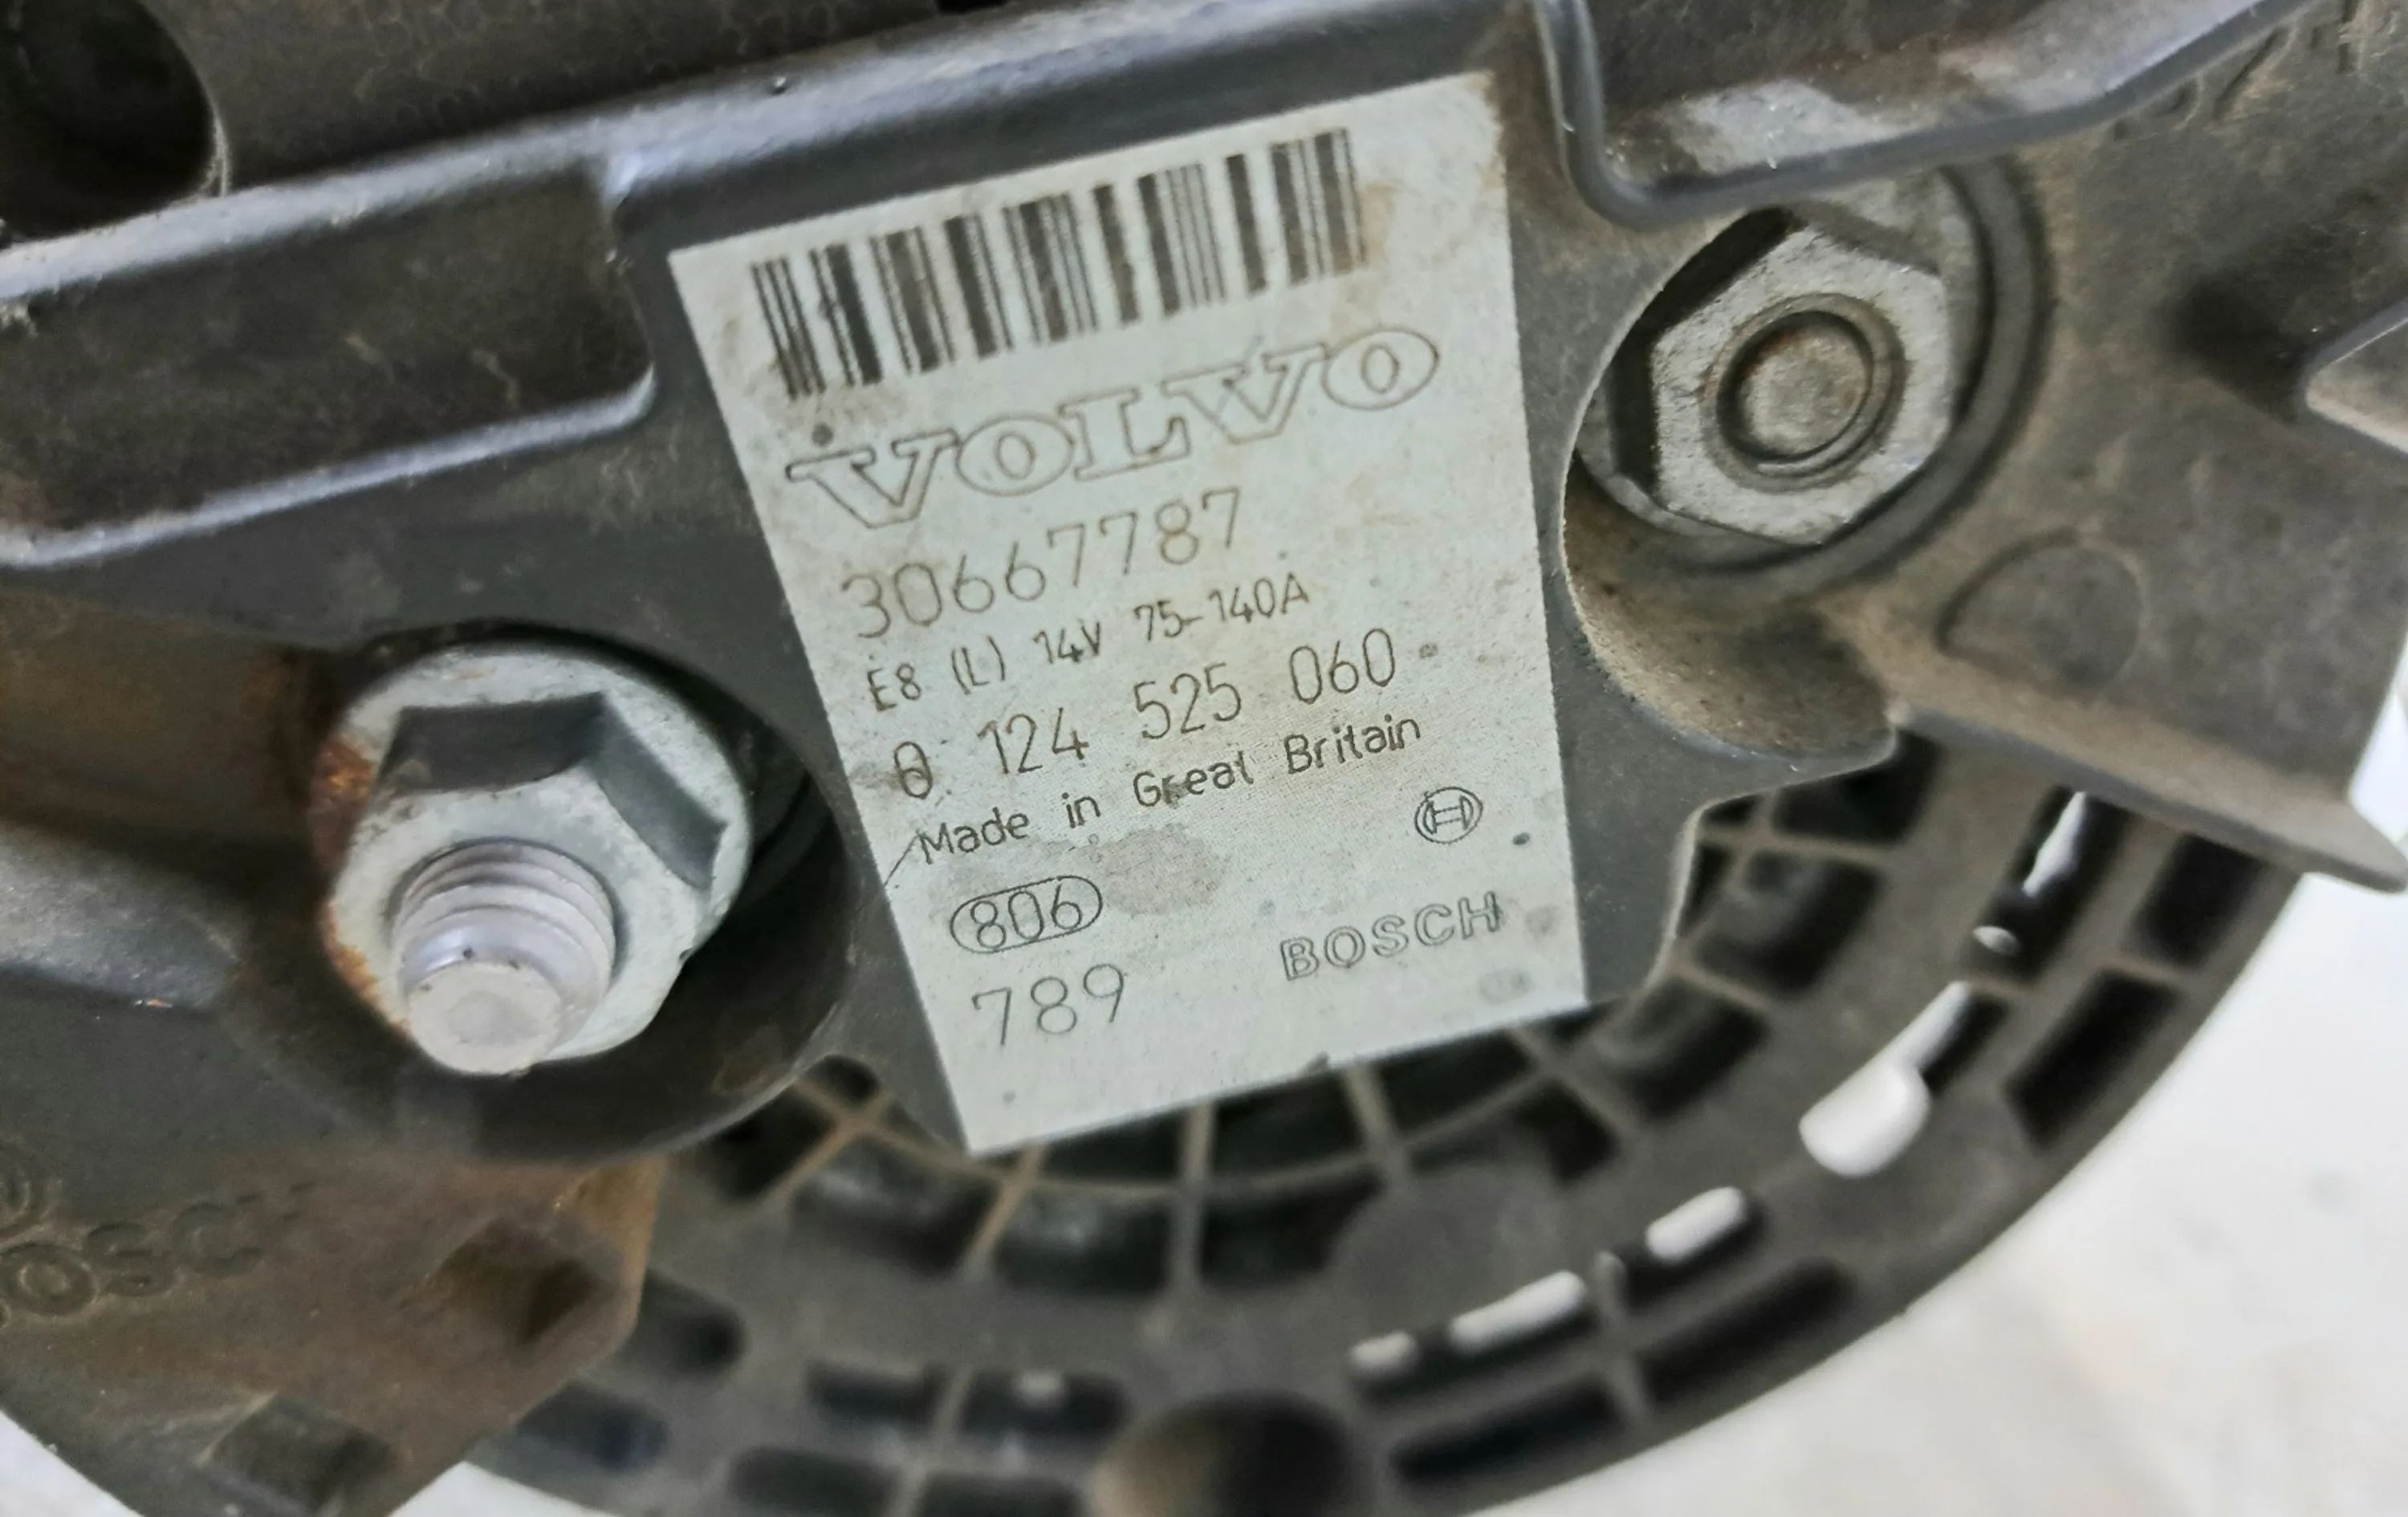 VOLVO
30667787
E8 (L) 14V 75-140A
0 124 525 060
Made in Great Britain
806
789 BOSCH